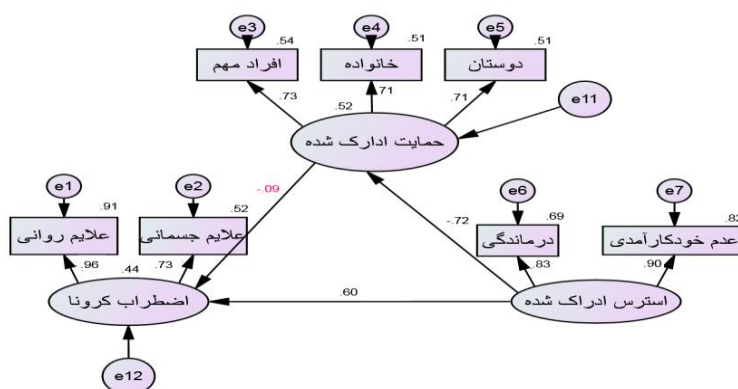 e3
e4
e5
.54
.51
.51
افراد مهم
خانواده
دوستان
.73
.71
.71
.52
e11
حمایت ادارک شده
e1
e2
-.09
e6
e7
.91
.52
-.72
.69
.82
علایم روانی
علایم جسمانی
درماندگی
عدم خودکارآمدی
.96
.44
.73
.83
.90
اضطراب کرونا
.60
استرس ادراک شده
e12